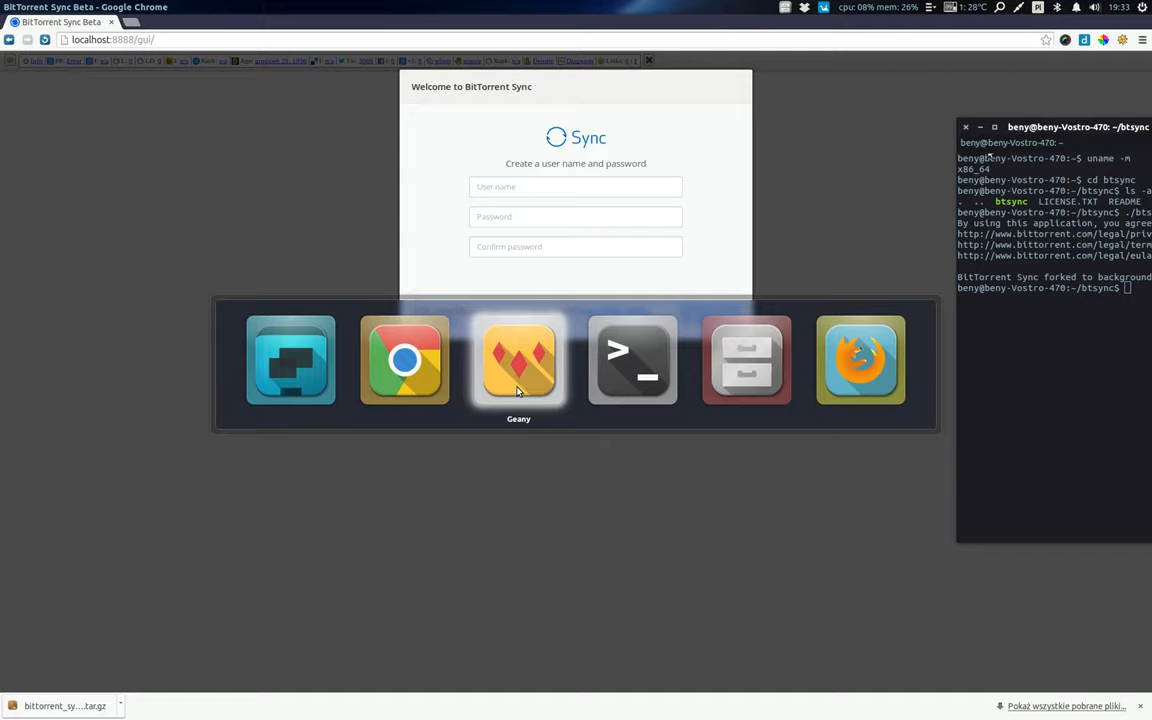 BitTorrent Sync Beta - Google Chrome
cpu: 08% mem: 26%
1: 28°C
Pl
19:33
BitTorrent Sync Beta
localhost:8888/gui/
Welcome to BitTorrent Sync
Sync
Create a user name and password
User name
Password
Confirm password
beny@beny-Vostro-470: ~/btsync
beny@beny-Vostro-470: ~
beny@beny-Vostro-470:~$ uname -m
x86_64
beny@beny-Vostro-470:~$ cd btsync
beny@beny-Vostro-470:~/btsync$ ls -a
. .. btsync LICENSE.TXT README
beny@beny-Vostro-470:~/btsync$ ./bts
By using this application, you agree
http://www.bittorrent.com/legal/priv
http://www.bittorrent.com/legal/term
http://www.bittorrent.com/legal/eula
BitTorrent Sync forked to background
beny@beny-Vostro-470:~/btsync$
>_
Geany
bittorrent_sy....tar.gz
Pokaż wszystkie pobrane pliki...